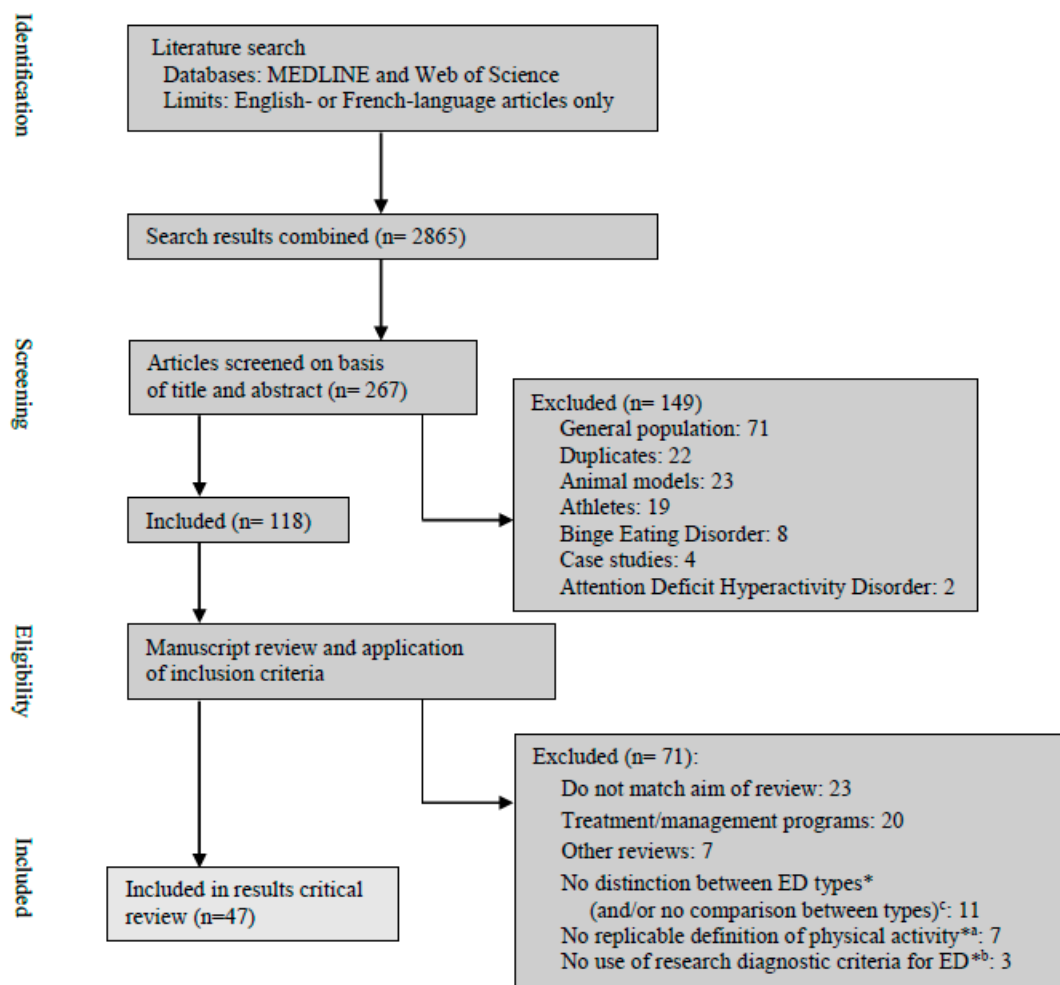 Identification
Literature search
Databases: MEDLINE and Web of Science
Limits: English- or French-language articles only
Search results combined (n= 2865)
Screening
Articles screened on basis
of title and abstract (n= 267)
Excluded (n= 149)
General population: 71
Duplicates: 22
Animal models: 23
Athletes: 19
Binge Eating Disorder: 8
Case studies: 4
Attention Deficit Hyperactivity Disorder: 2
Included (n= 118)
Eligibility
Manuscript review and application
of inclusion criteria
Excluded (n= 71):
Do not match aim of review: 23
Treatment/management programs: 20
Other reviews: 7
No distinction between ED types*
(and/or no comparison between types)ᶜ: 11
No replicable definition of physical activity*ᵃ: 7
No use of research diagnostic criteria for ED*ᵇ: 3
Included
Included in results critical
review (n=47)